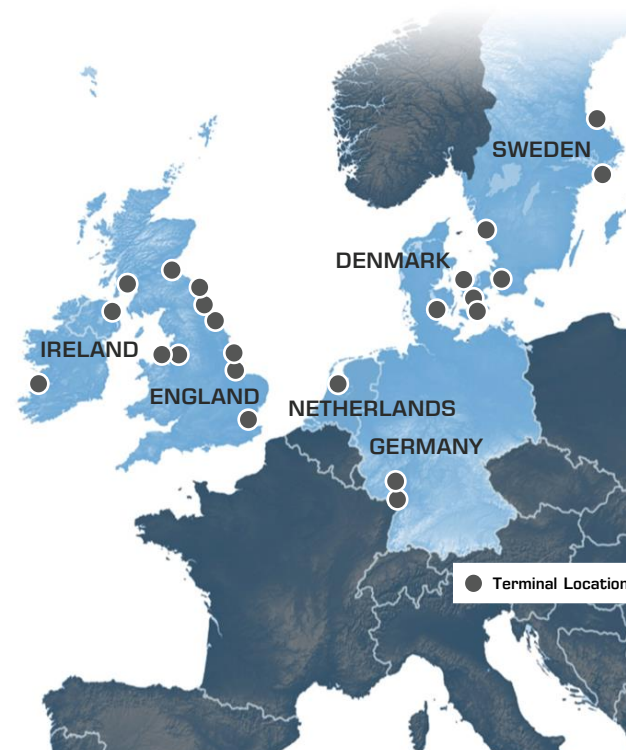 SWEDEN
DENMARK
IRELAND
ENGLAND
NETHERLANDS
GERMANY
Terminal Location